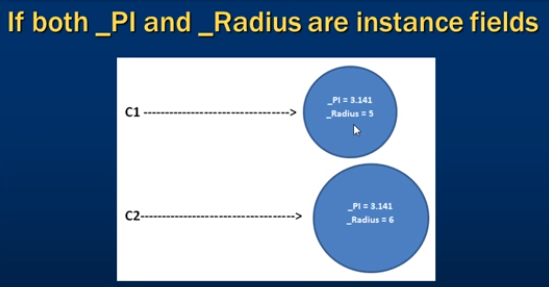 If both _PI and _Radius are instance fields
C1
_PI = 3.141
_Radius = 5
C2
_PI = 3.141
_Radius = 6